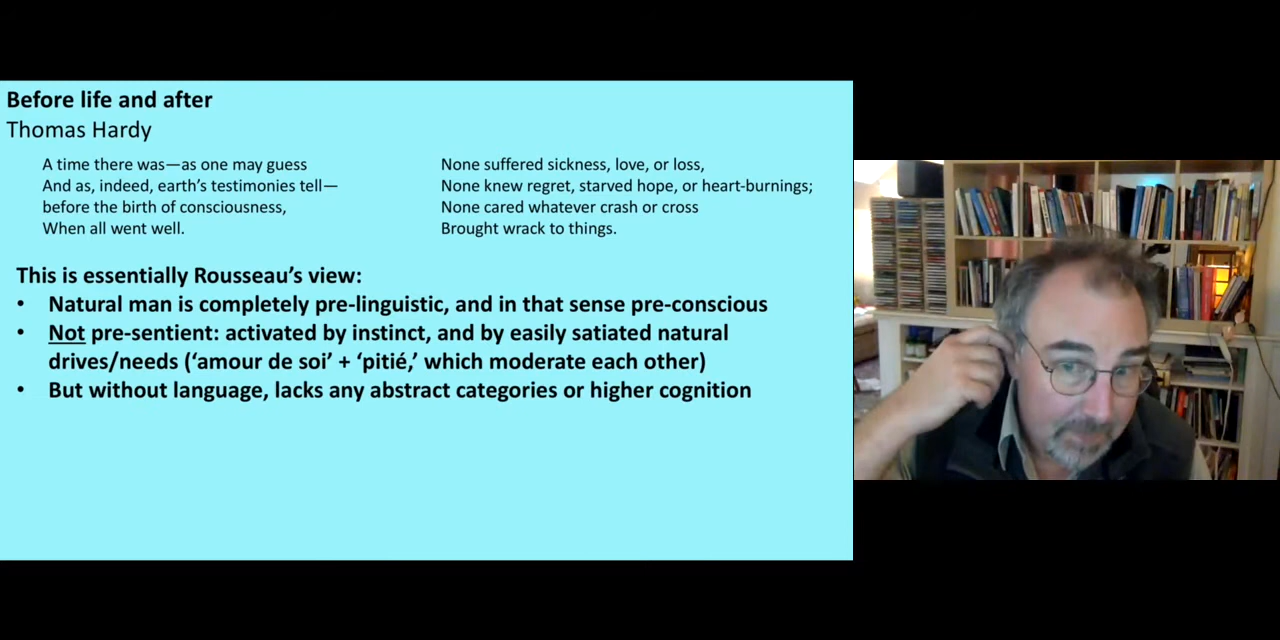 Before life and after
Thomas Hardy
A time there was—as one may guess
And as, indeed, earth's testimonies tell—
before the birth of consciousness,
When all went well.
None suffered sickness, love, or loss,
None knew regret, starved hope, or heart-burnings;
None cared whatever crash or cross
Brought wrack to things.
This is essentially Rousseau's view:
• Natural man is completely pre-linguistic, and in that sense pre-conscious
• Not pre-sentient: activated by instinct, and by easily satiated natural
drives/needs ('amour de soi' + 'pitié,' which moderate each other)
• But without language, lacks any abstract categories or higher cognition